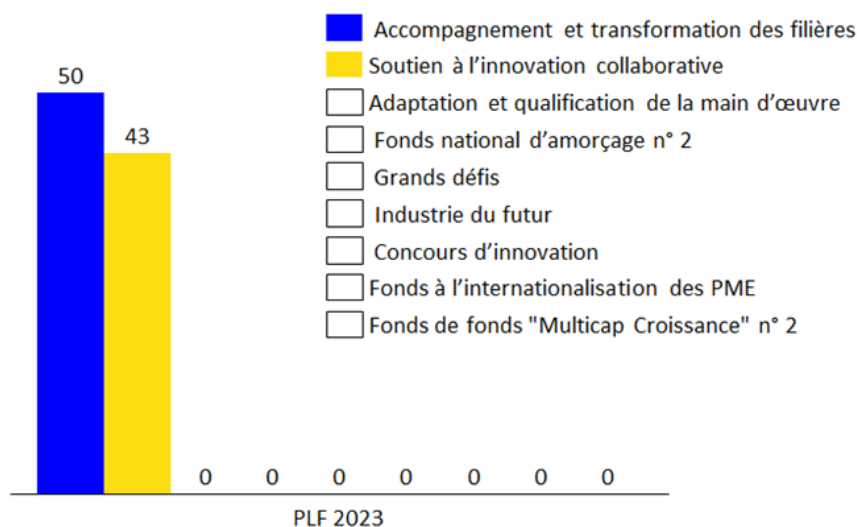 Accompagnement et transformation des filières
Soutien à l’innovation collaborative
Adaptation et qualification de la main d’œuvre
Fonds national d’amorçage n° 2
Grands défis
Industrie du futur
Concours d’innovation
Fonds à l’internationalisation des PME
Fonds de fonds "Multicap Croissance" n° 2
50
43
0 0 0 0 0 0 0
PLF 2023